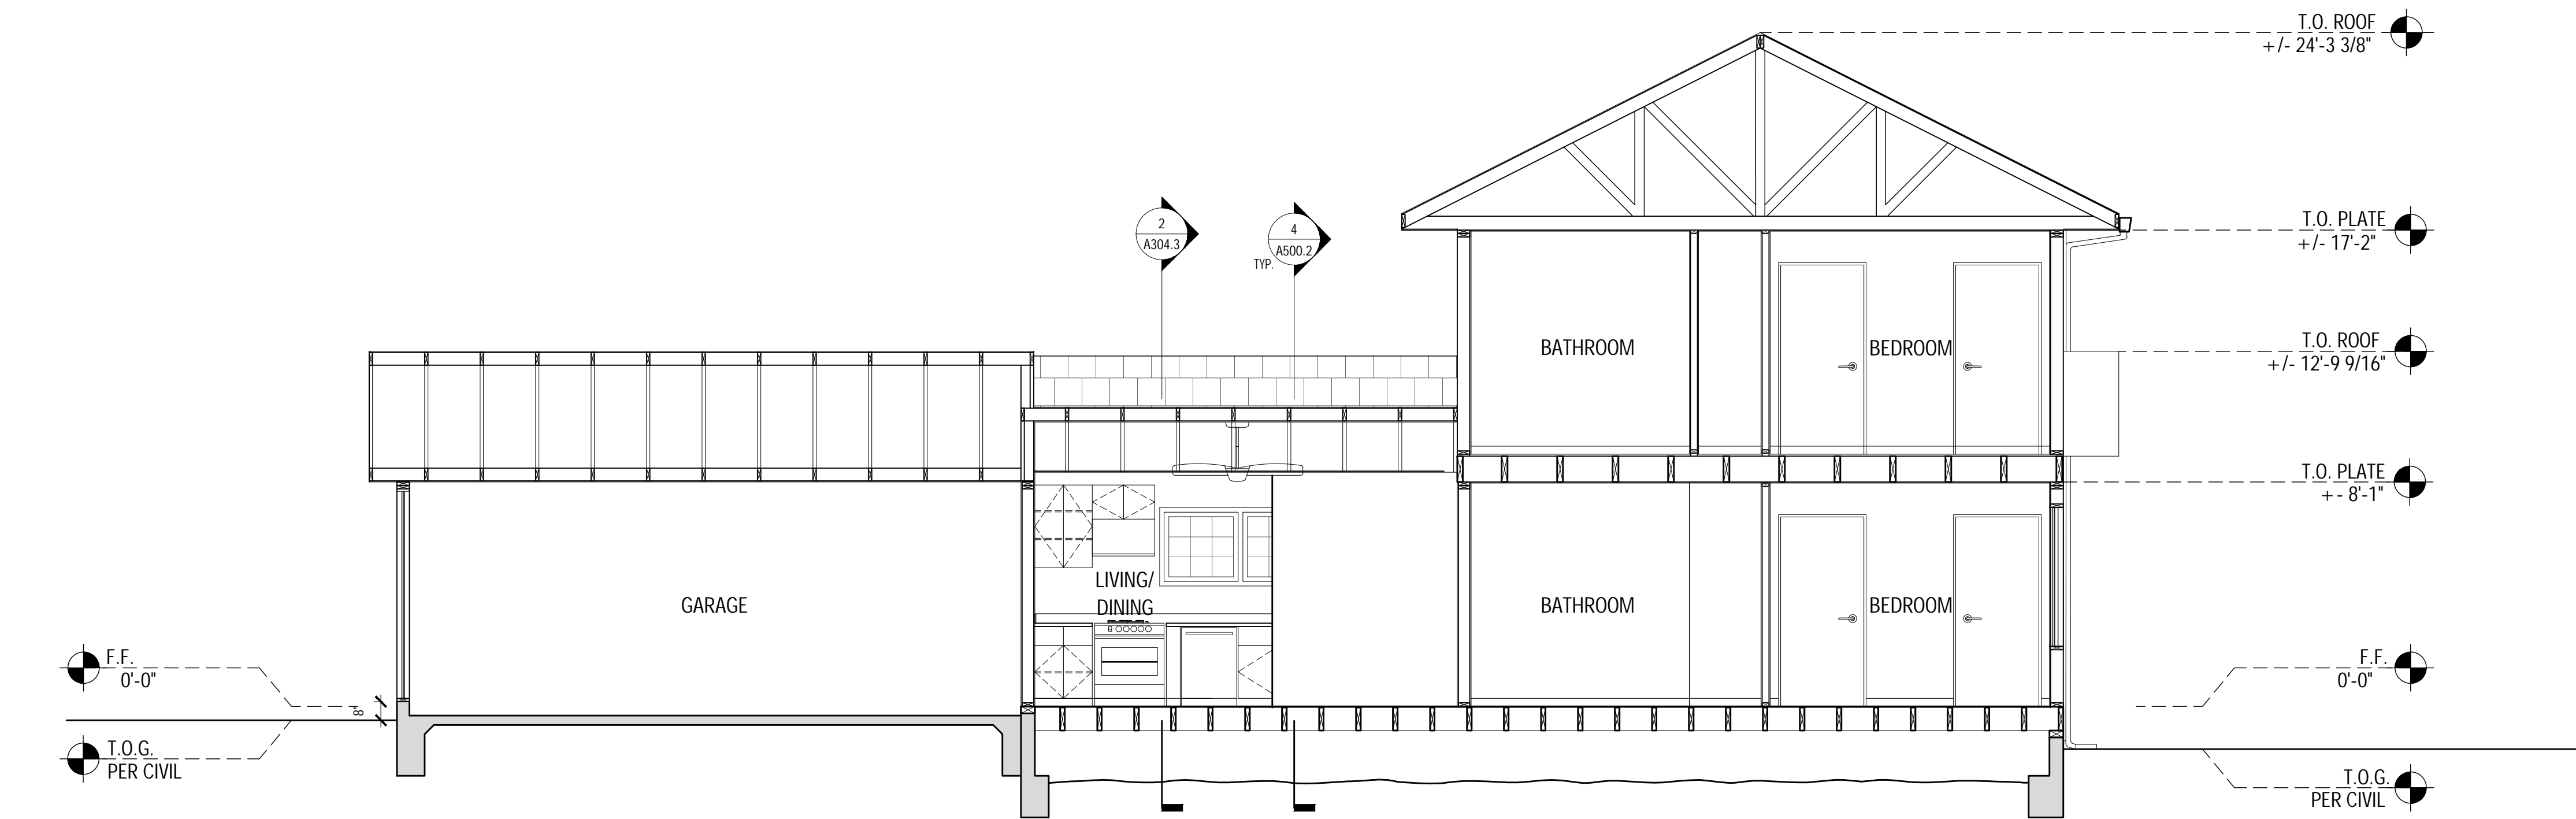 T.O. ROOF
+/- 24'-3 3/8"
2
A304.3
4
A500.2
TYP.
T.O. PLATE
+/- 17'-2"
T.O. ROOF
+/- 12'-9 9/16"
BATHROOM
BEDROOM
T.O. PLATE
+ - 8'-1"
GARAGE
LIVING/
DINING
BATHROOM
BEDROOM
F.F.
0'-0"
8"
T.O.G.
PER CIVIL
F.F.
0'-0"
T.O.G.
PER CIVIL